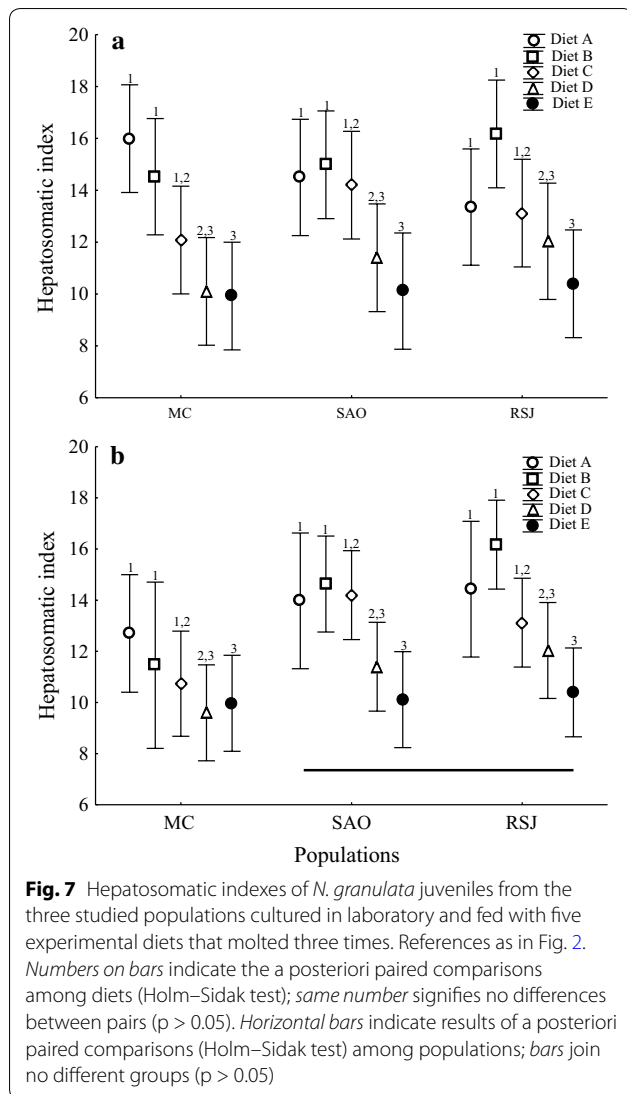 a
Diet A
Diet B
Diet C
Diet D
Diet E
Hepatosomatic index
20
18
16
14
12
10
8
6
1
1
1,2
2,3
3
1
1
1,2
2,3
3
1
1
1,2
2,3
3
MC
SAO
RSJ
b
Diet A
Diet B
Diet C
Diet D
Diet E
Hepatosomatic index
20
18
16
14
12
10
8
6
1
1
1,2
2,3
3
1
1
1,2
2,3
3
1
1
1,2
2,3
3
MC
SAO
RSJ
Populations
Fig. 7 Hepatosomatic indexes of N. granulata juveniles from the
three studied populations cultured in laboratory and fed with five
experimental diets that molted three times. References as in Fig. 2.
Numbers on bars indicate the a posteriori paired comparisons
among diets (Holm–Sidak test); same number signifies no differences
between pairs (p > 0.05). Horizontal bars indicate results of a posteriori
paired comparisons (Holm–Sidak test) among populations; bars join
no different groups (p > 0.05)